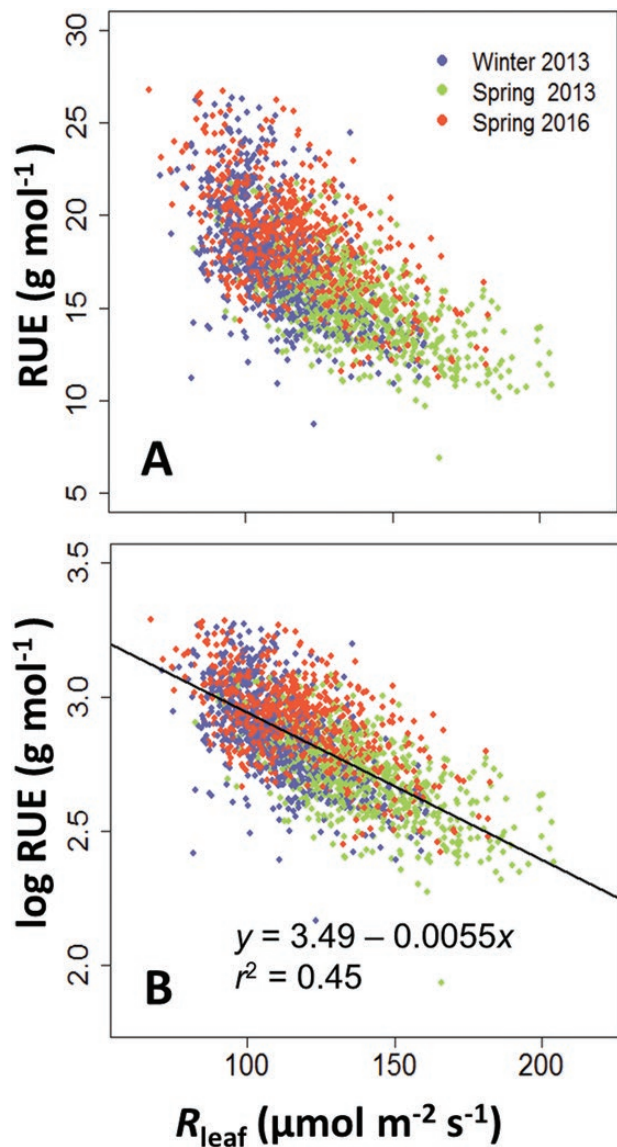 30
25
20
15
10
5
RUE (g mol⁻¹)
Winter 2013
Spring 2013
Spring 2016
A
3.5
3.0
2.5
2.0
log RUE (g mol⁻¹)
y = 3.49 – 0.0055x
r² = 0.45
B
100 150 200
Rleaf (µmol m⁻² s⁻¹)